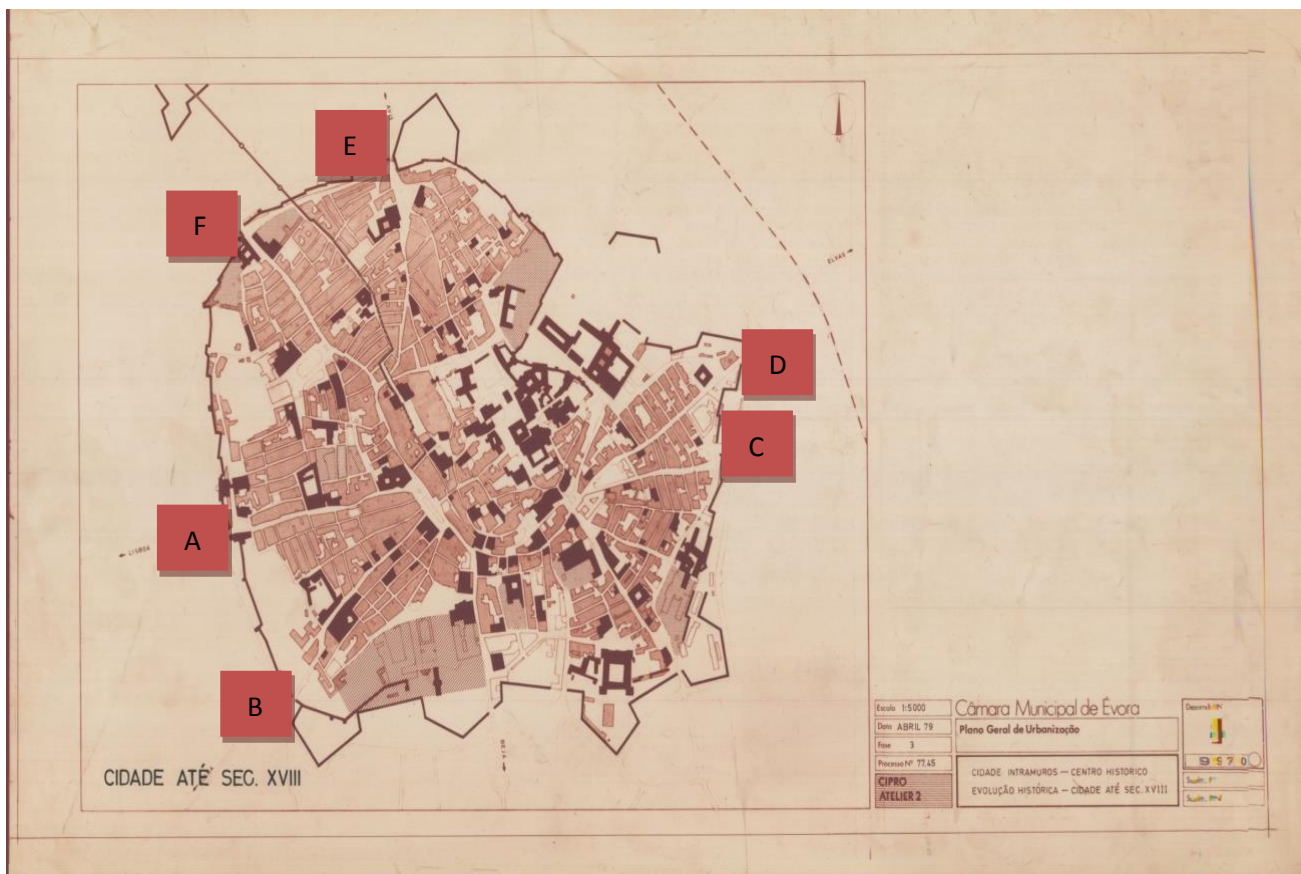 E
F
ELVAS
D
C
A
LISBOA
B
BEJA
CIDADE ATÉ SEC. XVIII
Escala 1:5000
Data ABRIL 79
Fase 3
Processo Nº 77.45
CIPRO
ATELIER 2
Câmara Municipal de Évora
Plano Geral de Urbanização
CIDADE INTRAMUROS — CENTRO HISTORICO
EVOLUÇÃO HISTÓRICA — CIDADE ATÉ SEC. XVIII